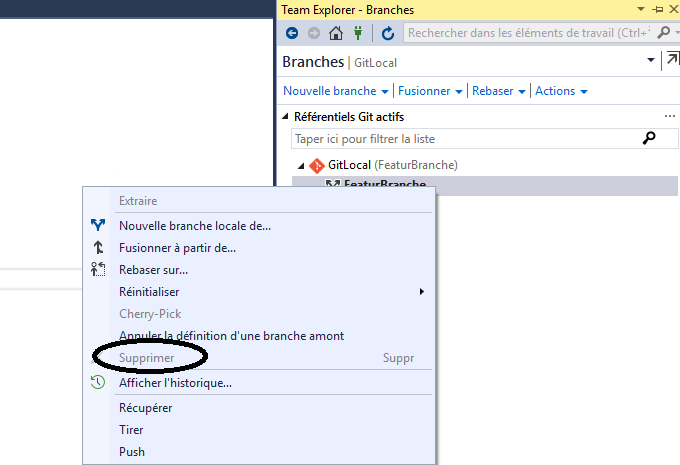 Team Explorer - Branches
Rechercher dans les éléments de travail (Ctrl+
Branches | GitLocal
Nouvelle branche Fusionner Rebaser Actions
Référentiels Git actifs
Taper ici pour filtrer la liste
GitLocal (FeaturBranche)
FeaturBranche
Extraire
Nouvelle branche locale de...
Fusionner à partir de...
Rebaser sur...
Réinitialiser
Cherry-Pick
Annuler la définition d'une branche amont
Supprimer Suppr
Afficher l'historique...
Récupérer
Tirer
Push